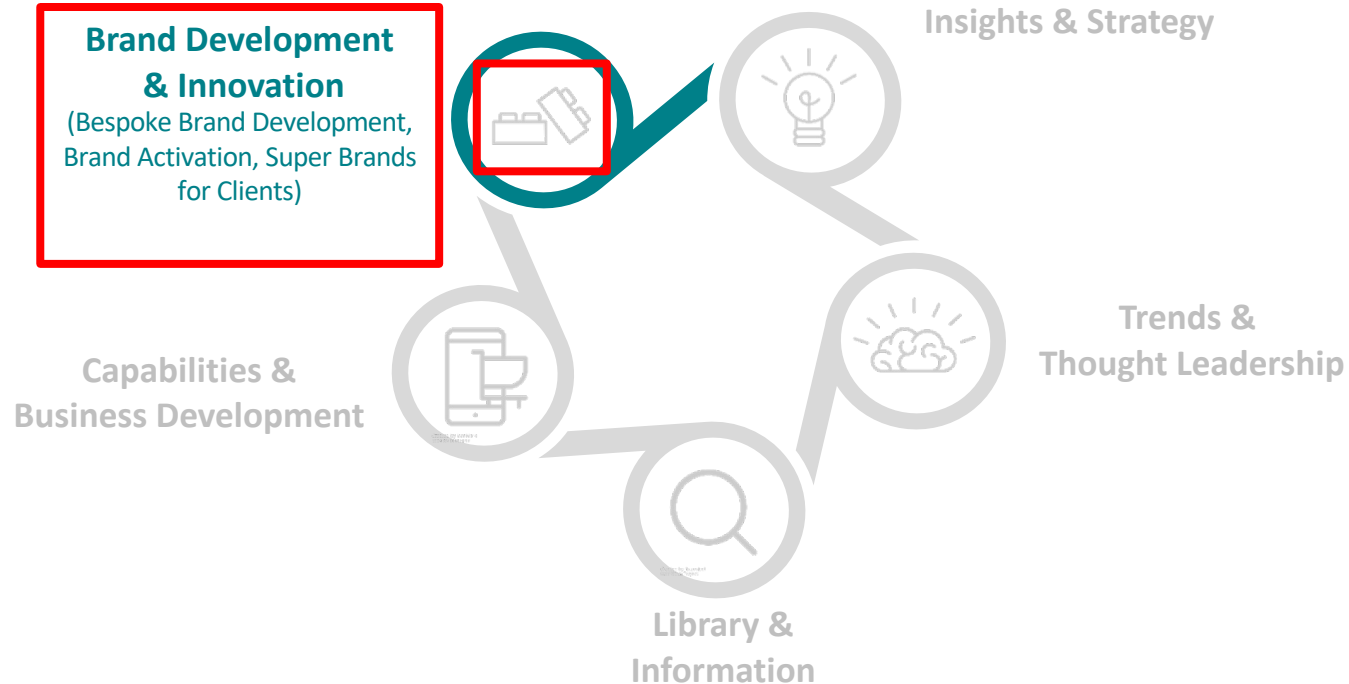 Brand Development
& Innovation
(Bespoke Brand Development,
Brand Activation, Super Brands
for Clients)
Insights & Strategy
Trends &
Thought Leadership
Capabilities &
Business Development
Library &
Information